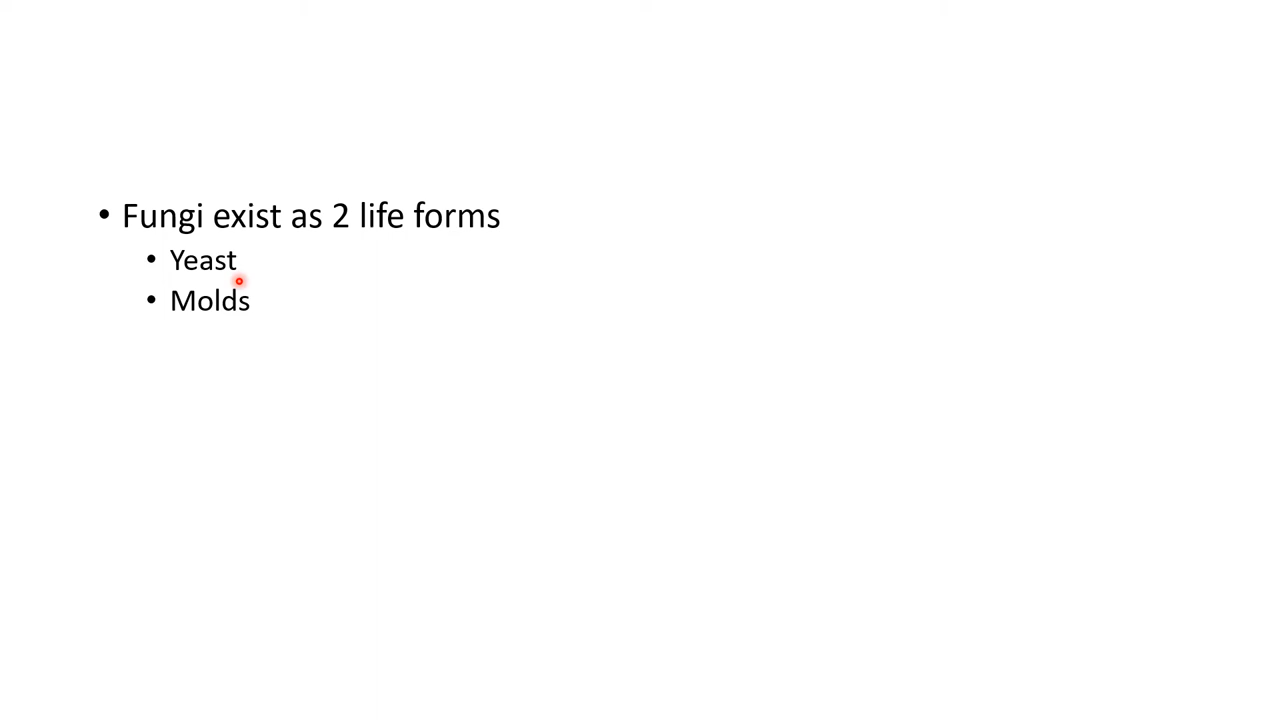 • Fungi exist as 2 life forms
• Yeast
• Molds